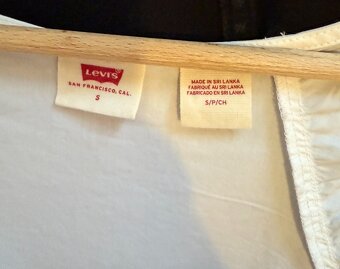 Levi's
SAN FRANCISCO, CAL.
S
MADE IN SRI LANKA
FABRIQUÉ AU SRI LANKA
FABRICADO EN SRI LANKA
S/P/CH